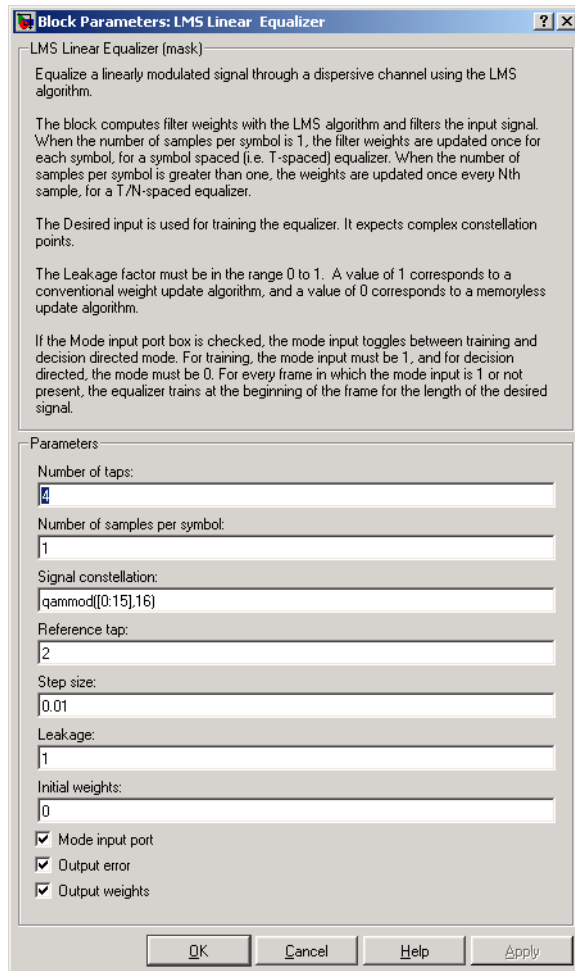 Block Parameters: LMS Linear Equalizer
LMS Linear Equalizer (mask)
Equalize a linearly modulated signal through a dispersive channel using the LMS
algorithm.
The block computes filter weights with the LMS algorithm and filters the input signal.
When the number of samples per symbol is 1, the filter weights are updated once for
each symbol, for a symbol spaced (i.e. T-spaced) equalizer. When the number of
samples per symbol is greater than one, the weights are updated once every Nth
sample, for a T/N-spaced equalizer.
The Desired input is used for training the equalizer. It expects complex constellation
points.
The Leakage factor must be in the range 0 to 1. A value of 1 corresponds to a
conventional weight update algorithm, and a value of 0 corresponds to a memoryless
update algorithm.
If the Mode input port box is checked, the mode input toggles between training and
decision directed mode. For training, the mode input must be 1, and for decision
directed, the mode must be 0. For every frame in which the mode input is 1 or not
present, the equalizer trains at the beginning of the frame for the length of the desired
signal.
Parameters
Number of taps:
4
Number of samples per symbol:
1
Signal constellation:
qammod([0:15],16)
Reference tap:
2
Step size:
0.01
Leakage:
1
Initial weights:
0
Mode input port
Output error
Output weights
OK Cancel Help Apply